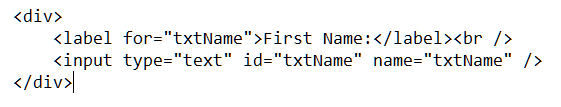 <div>
    <label for="txtName">First Name:</label><br />
    <input type="text" id="txtName" name="txtName" />
</div>